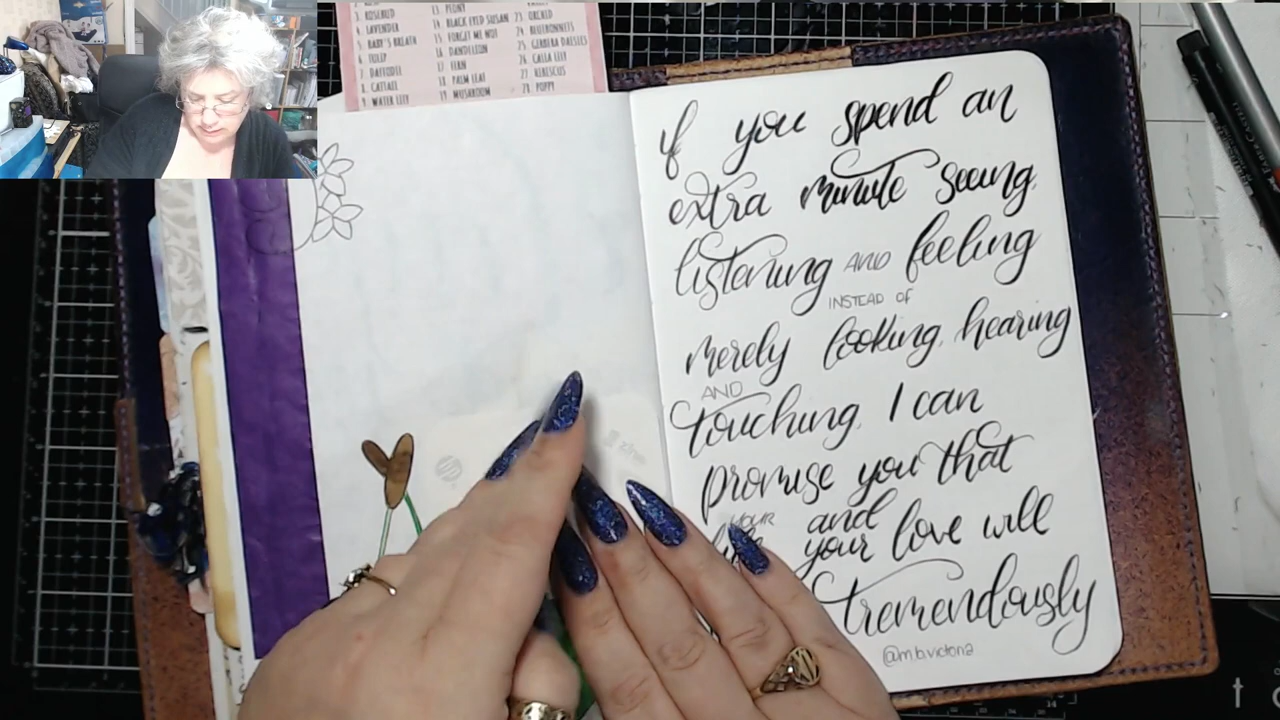 2. ROSEBUD
3. LAVENDER
5. BABY'S BREATH
6. TULIP
7. DAFFODIL
8. CATTAIL
9. WATER LILY
13. PEONY
14. BLACK EYED SUSAN
15. FORGET ME NOT
16. DANDELION
17. FERN
18. PALM LEAF
19. MUSHROOM
23. ORCHID
24. BLUEBONNETS
25. GERBERA DAISIES
26. CALLA LILY
27. HIBISCUS
28. POPPY
if you spend an
extra minute seeing,
listening AND feeling
INSTEAD OF
merely looking, hearing
AND
touching, I can
promise you that
YOUR and
your love will
tremendously
@m.b.victoria